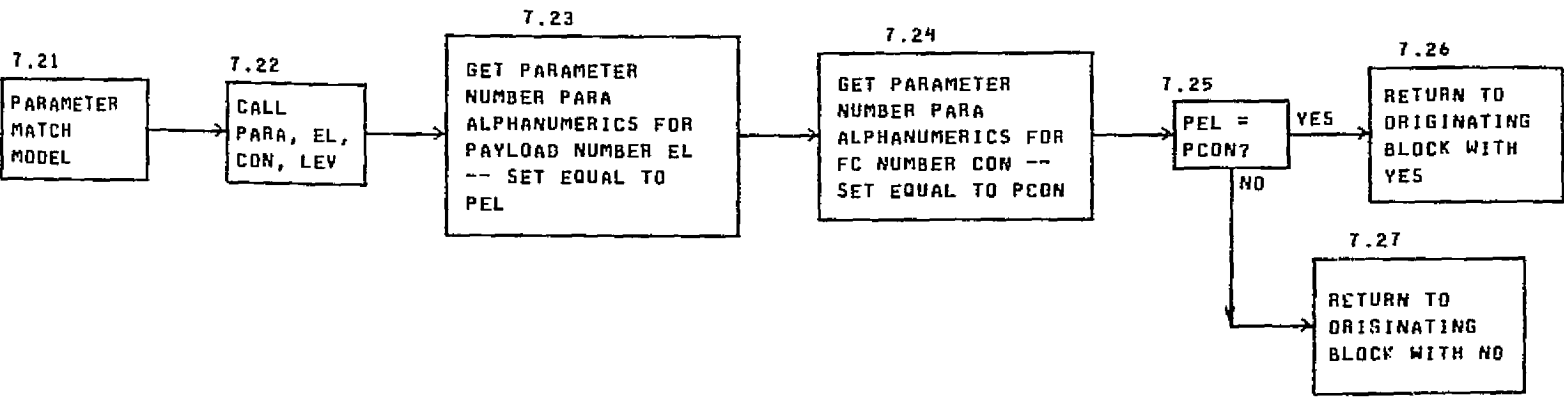 7.21
PARAMETER
MATCH
MODEL
7.22
CALL
PARA, EL,
CON, LEV
7.23
GET PARAMETER
NUMBER PARA
ALPHANUMERICS FOR
PAYLOAD NUMBER EL
-- SET EQUAL TO
PEL
7.24
GET PARAMETER
NUMBER PARA
ALPHANUMERICS FOR
FC NUMBER CON --
SET EQUAL TO PCON
7.25
PEL =
PCON?
YES
NO
7.26
RETURN TO
ORIGINATING
BLOCK WITH
YES
7.27
RETURN TO
ORISINATING
BLOCK WITH NO